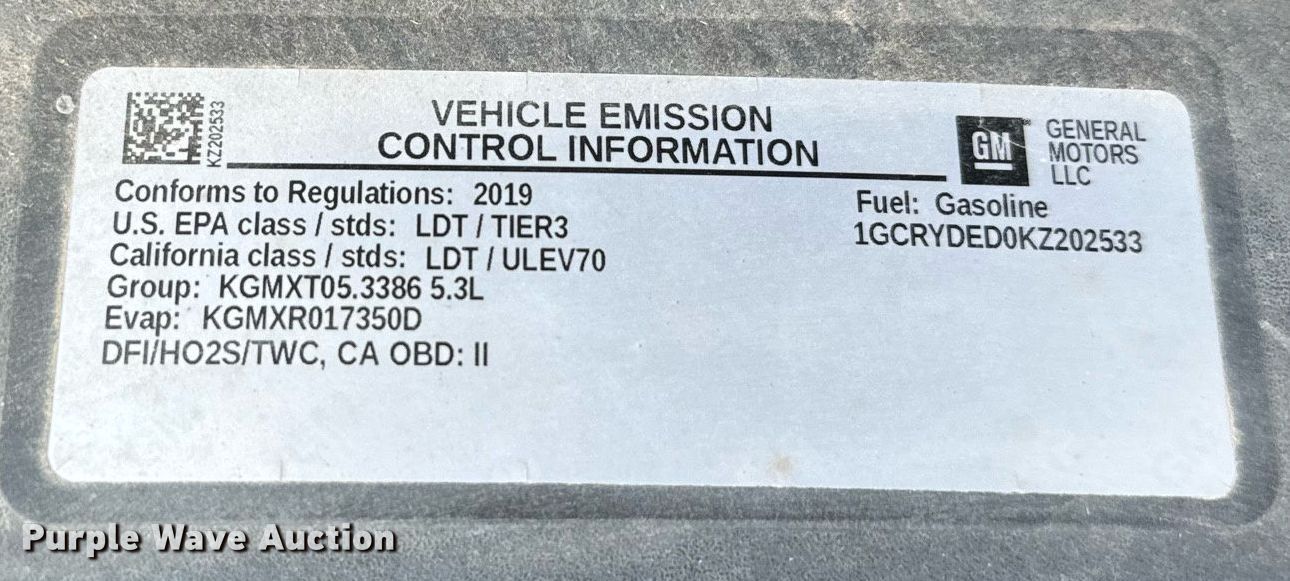 KZ202533
VEHICLE EMISSION
CONTROL INFORMATION
GM
GENERAL
MOTORS
LLC
Conforms to Regulations: 2019
U.S. EPA class / stds: LDT / TIER3
California class / stds: LDT / ULEV70
Group: KGMXT05.3386 5.3L
Evap: KGMXR017350D
DFI/HO2S/TWC, CA OBD: II
Fuel: Gasoline
1GCRYDED0KZ202533
Purple Wave Auction